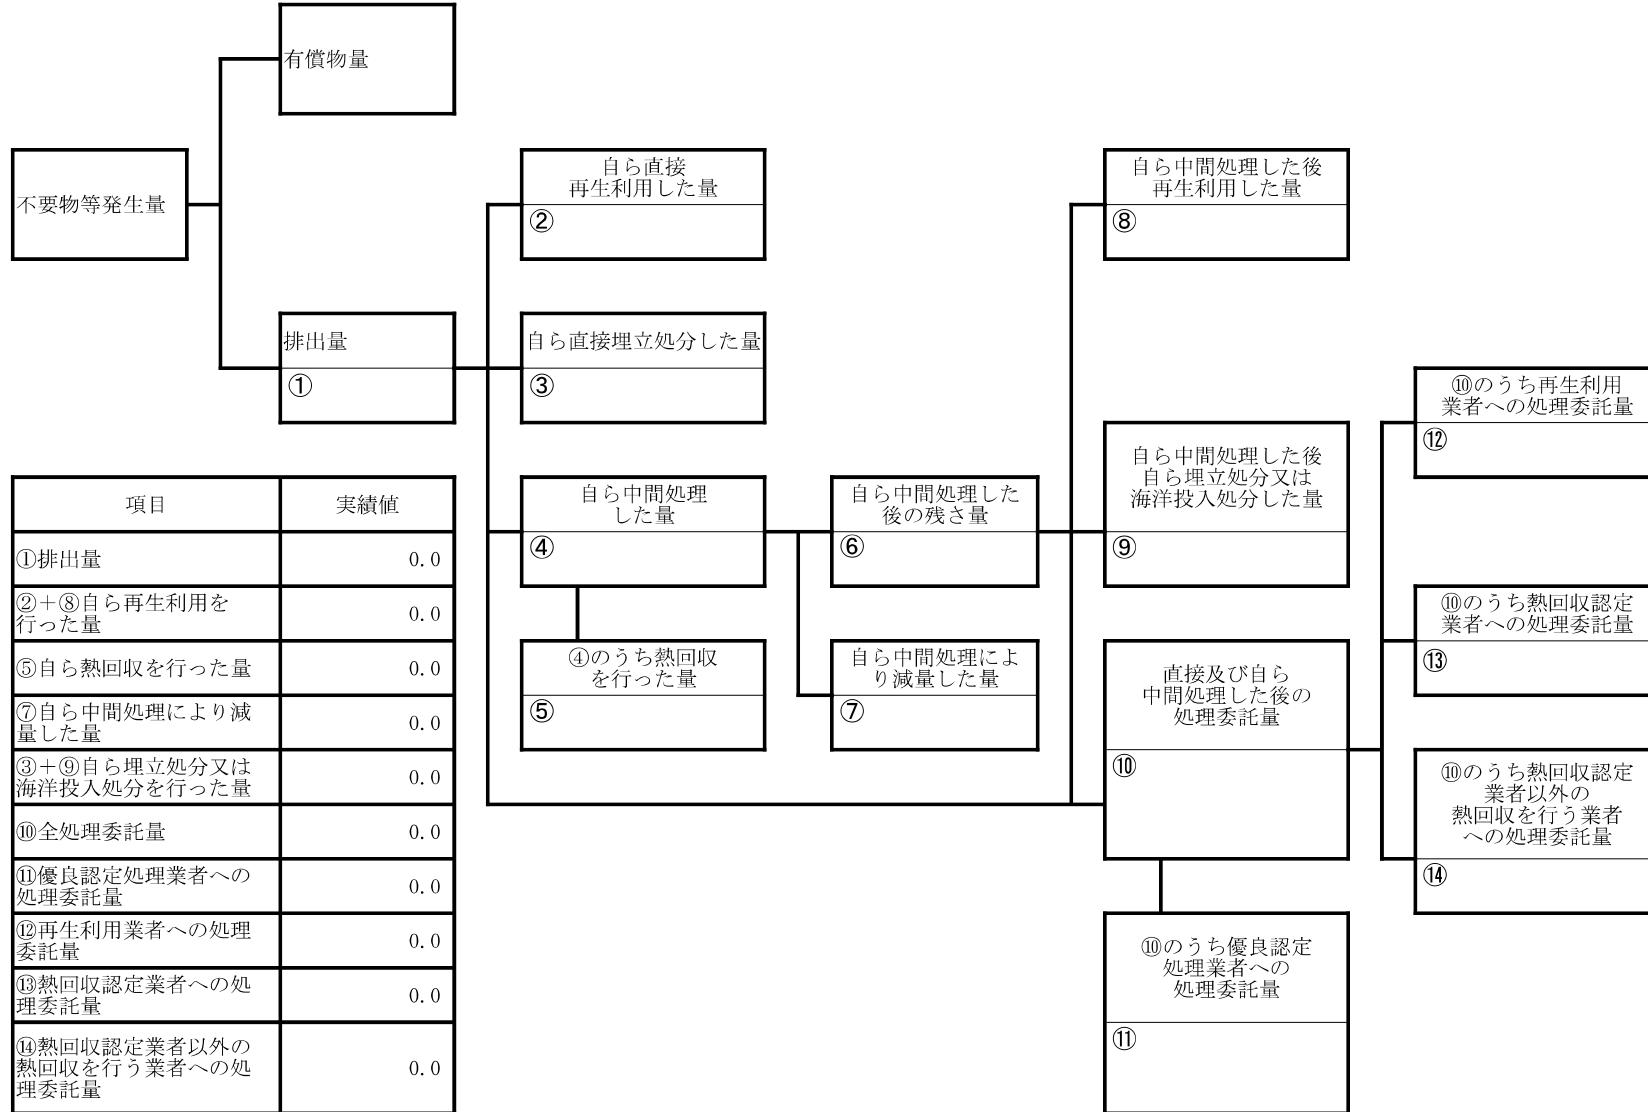 有償物量
不要物等発生量
自ら直接
再生利用した量
②
自ら中間処理した後
再生利用した量
⑧
排出量
①
自ら直接埋立処分した量
③
⑩のうち再生利用
業者への処理委託量
⑫
自ら中間処理した後
自ら埋立処分又は
海洋投入処分した量
⑨
自ら中間処理
した量
④
自ら中間処理した
後の残さ量
⑥
⑩のうち熱回収認定
業者への処理委託量
⑬
④のうち熱回収
を行った量
⑤
自ら中間処理によ
り減量した量
⑦
直接及び自ら
中間処理した後の
処理委託量
⑩
⑩のうち熱回収認定
業者以外の
熱回収を行う業者
への処理委託量
⑭
⑩のうち優良認定
処理業者への
処理委託量
⑪
項目 実績値
①排出量 0.0
②＋⑧自ら再生利用を
行った量 0.0
⑤自ら熱回収を行った量 0.0
⑦自ら中間処理により減
量した量 0.0
③＋⑨自ら埋立処分又は
海洋投入処分を行った量 0.0
⑩全処理委託量 0.0
⑪優良認定処理業者への
処理委託量 0.0
⑫再生利用業者への処理
委託量 0.0
⑬熱回収認定業者への処
理委託量 0.0
⑭熱回収認定業者以外の
熱回収を行う業者への処
理委託量 0.0